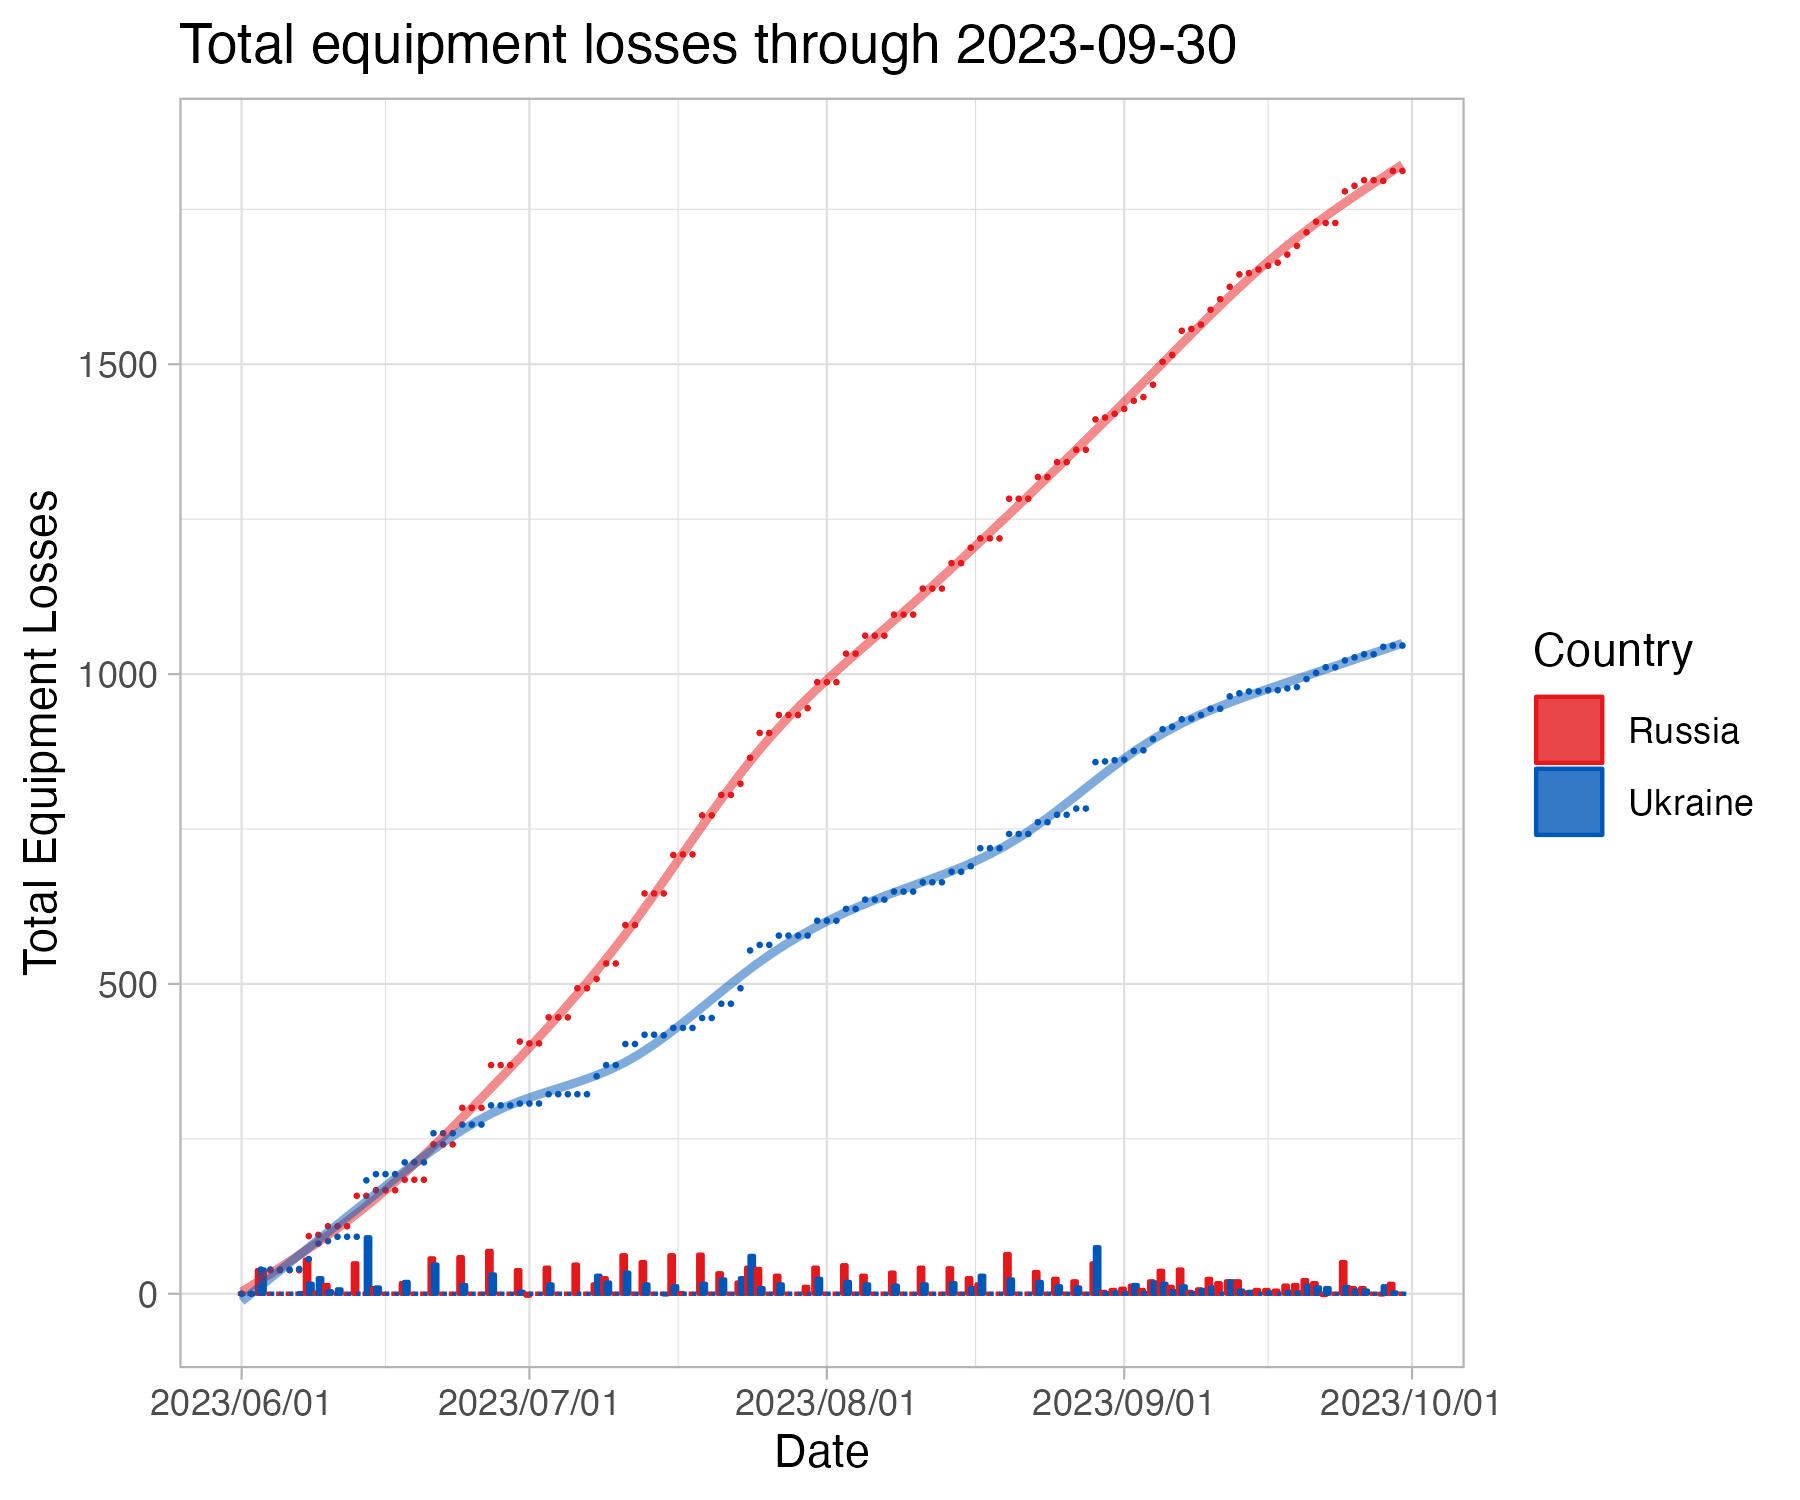 Total equipment losses through 2023-09-30
Total Equipment Losses
1500
1000
500
0
2023/06/01
2023/07/01
2023/08/01
2023/09/01
2023/10/01
Date
Country
Russia
Ukraine